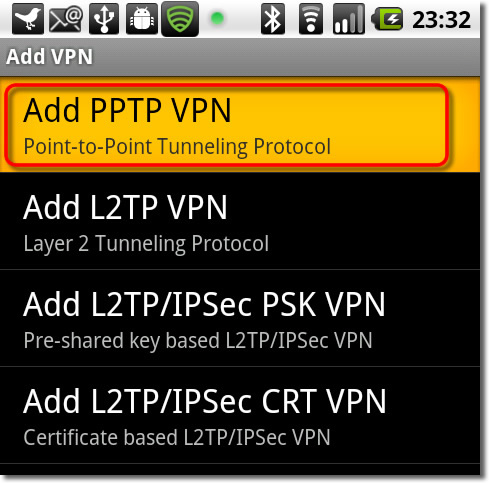 23:32
Add VPN
Add PPTP VPN
Point-to-Point Tunneling Protocol
Add L2TP VPN
Layer 2 Tunneling Protocol
Add L2TP/IPSec PSK VPN
Pre-shared key based L2TP/IPSec VPN
Add L2TP/IPSec CRT VPN
Certificate based L2TP/IPSec VPN